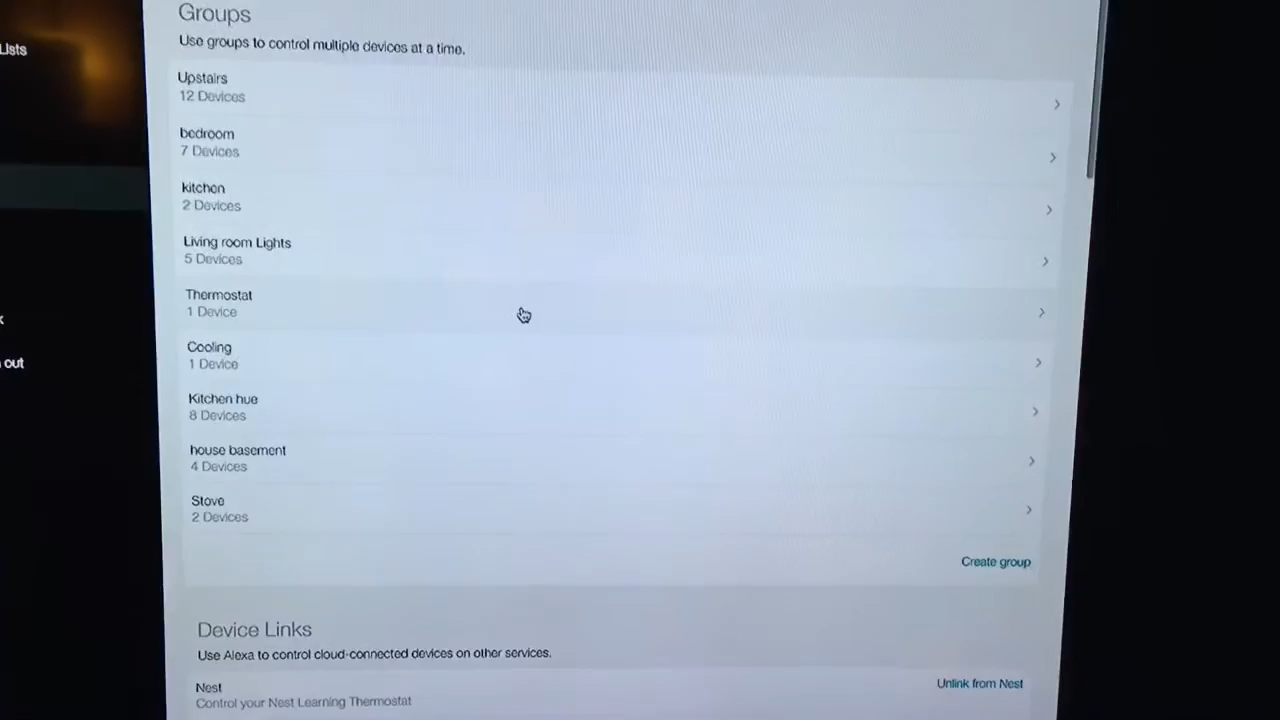 Lists
Groups
Use groups to control multiple devices at a time.
Upstairs
12 Devices
bedroom
7 Devices
kitchen
2 Devices
Living room Lights
5 Devices
Thermostat
1 Device
Cooling
1 Device
out
Kitchen hue
8 Devices
house basement
4 Devices
Stove
2 Devices
Create group
Device Links
Use Alexa to control cloud-connected devices on other services.
Nest
Unlink from Nest
Control your Nest Learning Thermostat